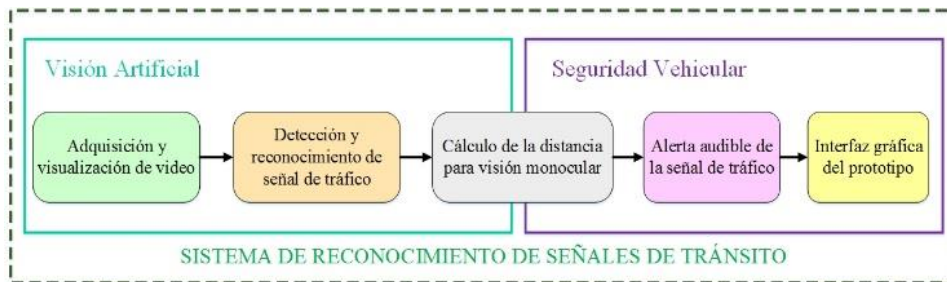 Visión Artificial
Seguridad Vehicular
Adquisición y
visualización de video
Detección y
reconocimiento de
señal de tráfico
Cálculo de la distancia
para visión monocular
Alerta audible de
la señal de tráfico
Interfaz gráfica
del prototipo
SISTEMA DE RECONOCIMIENTO DE SEÑALES DE TRÁNSITO